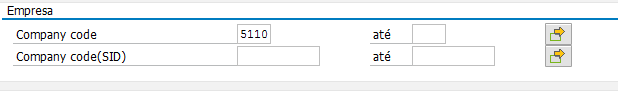 Empresa
Company code 5110 até
Company code(SID) até